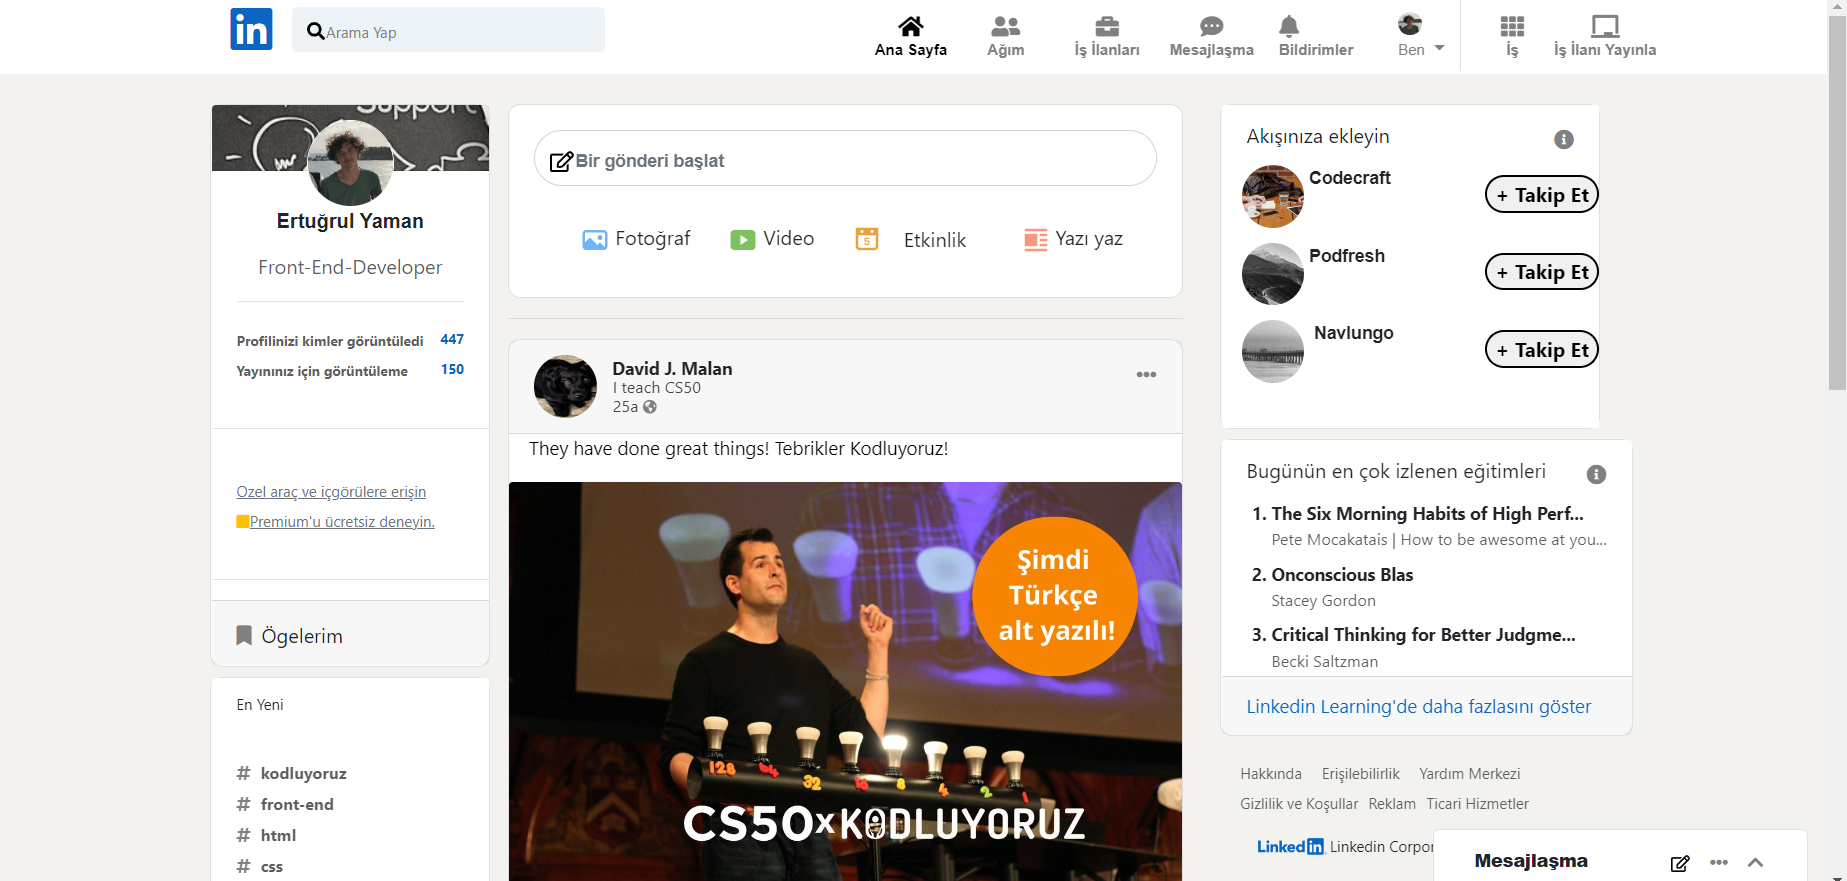 in
Arama Yap
Ana Sayfa
Ağım
İş İlanları
Mesajlaşma
Bildirimler
Ben
İş
İş İlanı Yayınla
Support
Ertuğrul Yaman
Front-End-Developer
Profilinizi kimler görüntüledi 447
Yayınınız için görüntüleme 150
Ozel araç ve içgörülere erişin
Premium'u ücretsiz deneyin.
Ögelerim
En Yeni
# kodluyoruz
# front-end
# html
# css
Bir gönderi başlat
Fotoğraf
Video
5
Etkinlik
Yazı yaz
David J. Malan
I teach CS50
25a
They have done great things! Tebrikler Kodluyoruz!
Şimdi
Türkçe
alt yazılı!
128 64 32 16 8 4 2 1
CS50xKODLUYORUZ
Akışınıza ekleyin
Codecraft
+ Takip Et
Podfresh
+ Takip Et
Navlungo
+ Takip Et
Bugünün en çok izlenen eğitimleri
1. The Six Morning Habits of High Perf...
Pete Mocakatais | How to be awesome at you...
2. Onconscious Blas
Stacey Gordon
3. Critical Thinking for Better Judgme...
Becki Saltzman
Linkedin Learning'de daha fazlasını göster
Hakkında Erişilebilirlik Yardım Merkezi
Gizlilik ve Koşullar Reklam Ticari Hizmetler
Linkedin Linkedin Corpor
Mesajlaşma